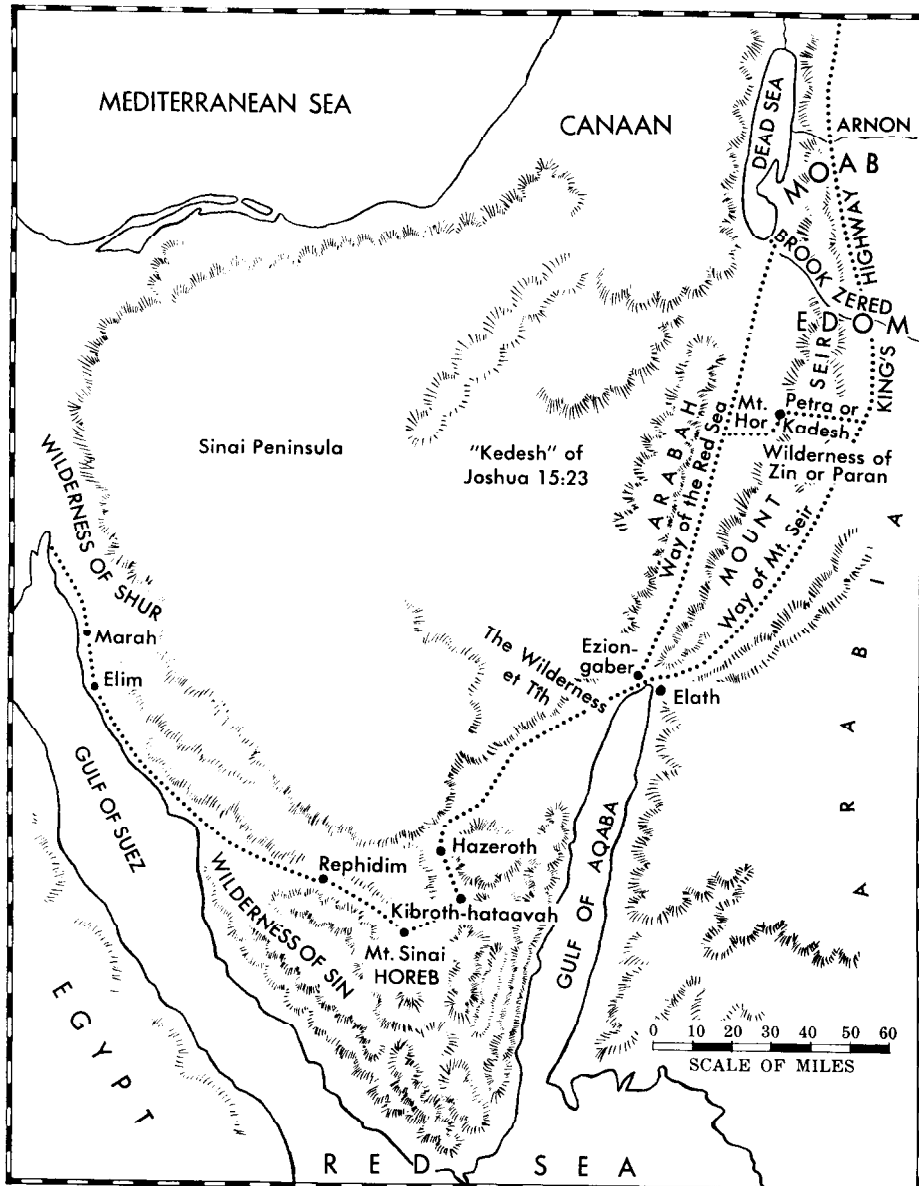 MEDITERRANEAN SEA
CANAAN
DEAD SEA
ARNON
MOAB
BROOK ZERED
KING'S HIGHWAY
EDOM
SEIR
MOUNT
Mt.
Hor
Petra or
Kadesh
Wilderness of
Zin or Paran
ARABAH
Way of the Red Sea
Way of Mt. Seir
Sinai Peninsula
"Kedesh" of
Joshua 15:23
WILDERNESS OF SHUR
Marah
Elim
The Wilderness
et Tîh
Ezion-
gaber
Elath
ARABIA
GULF OF SUEZ
Rephidim
Hazeroth
Kibroth-hataavah
Mt. Sinai
HOREB
WILDERNESS OF SIN
GULF OF AQABA
EGYPT
0 10 20 30 40 50 60
SCALE OF MILES
RED SEA